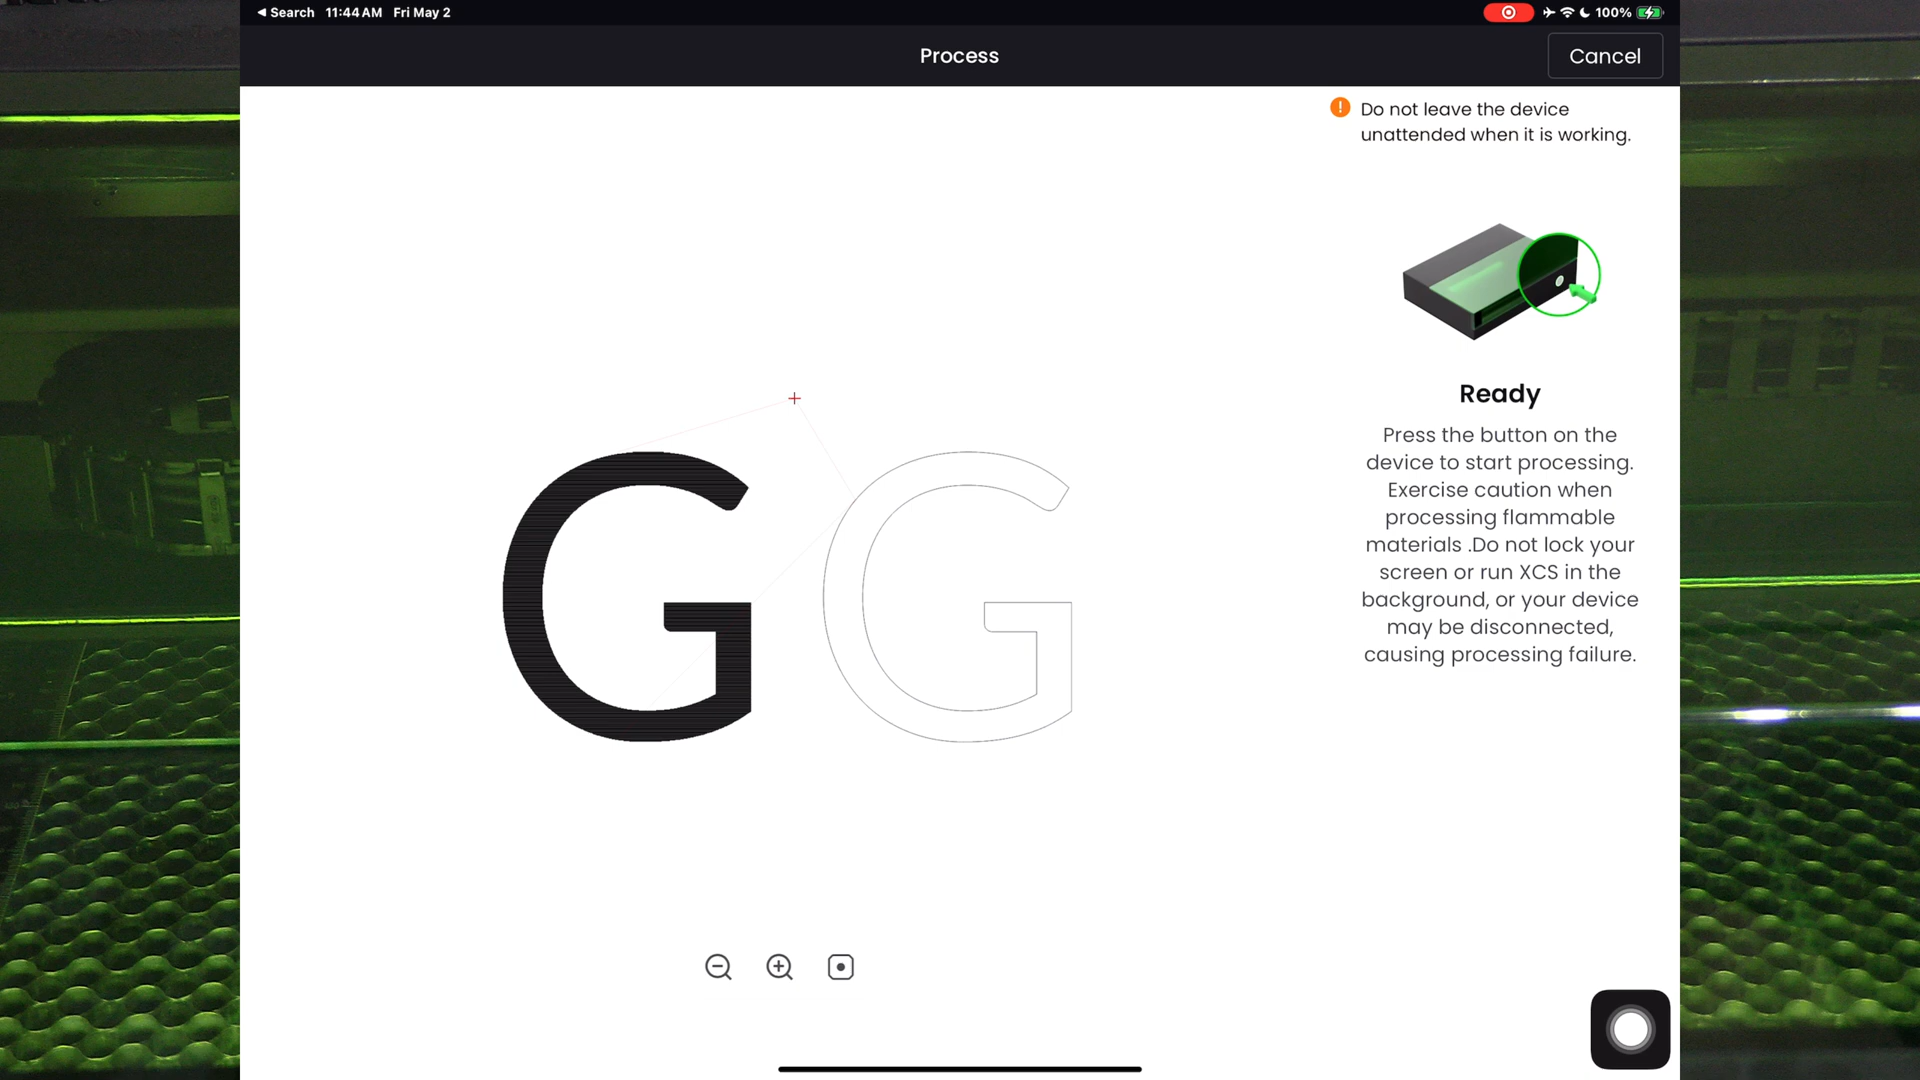 Search 11:44 AM Fri May 2
100%
Process
Cancel
Do not leave the device
unattended when it is working.
Ready
Press the button on the
device to start processing.
Exercise caution when
processing flammable
materials .Do not lock your
screen or run XCS in the
background, or your device
may be disconnected,
causing processing failure.
G G